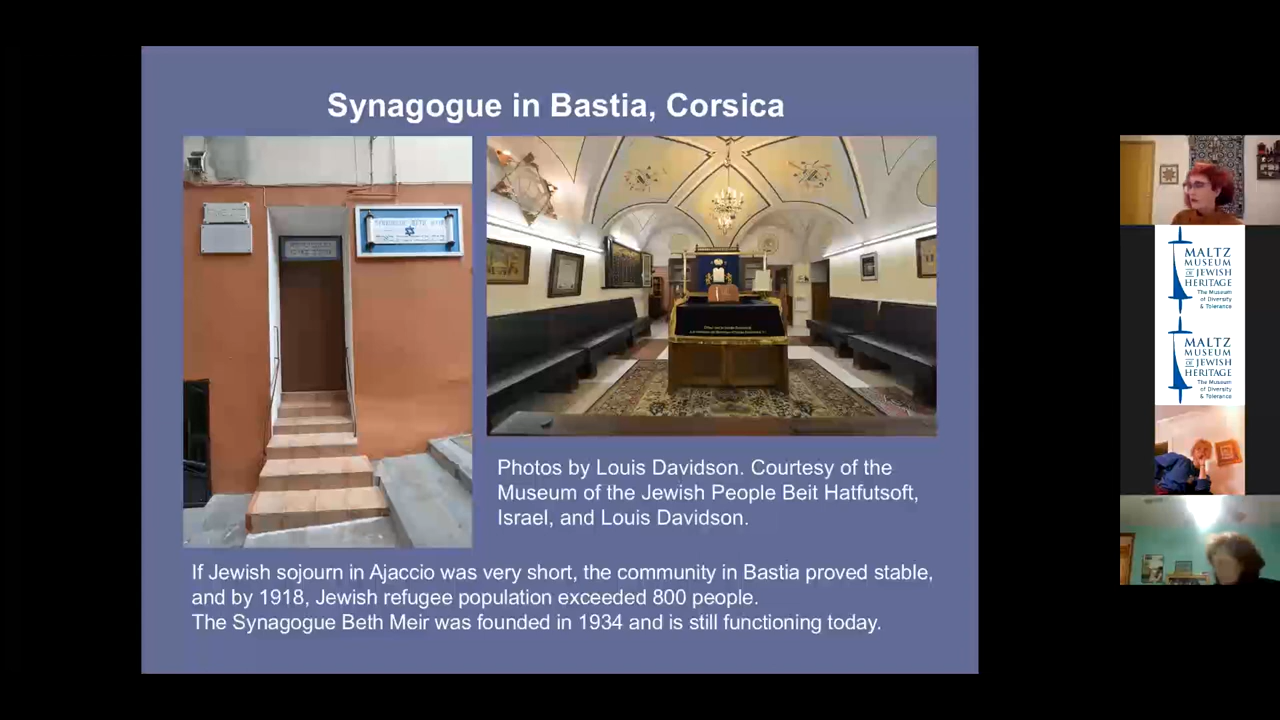 Synagogue in Bastia, Corsica
Photos by Louis Davidson. Courtesy of the
Museum of the Jewish People Beit Hatfutsoft,
Israel, and Louis Davidson.
If Jewish sojourn in Ajaccio was very short, the community in Bastia proved stable,
and by 1918, Jewish refugee population exceeded 800 people.
The Synagogue Beth Meir was founded in 1934 and is still functioning today.
MALTZ
MUSEUM
OF JEWISH
HERITAGE
The Museum
of Diversity
& Tolerance
MALTZ
MUSEUM
OF JEWISH
HERITAGE
The Museum
of Diversity
& Tolerance